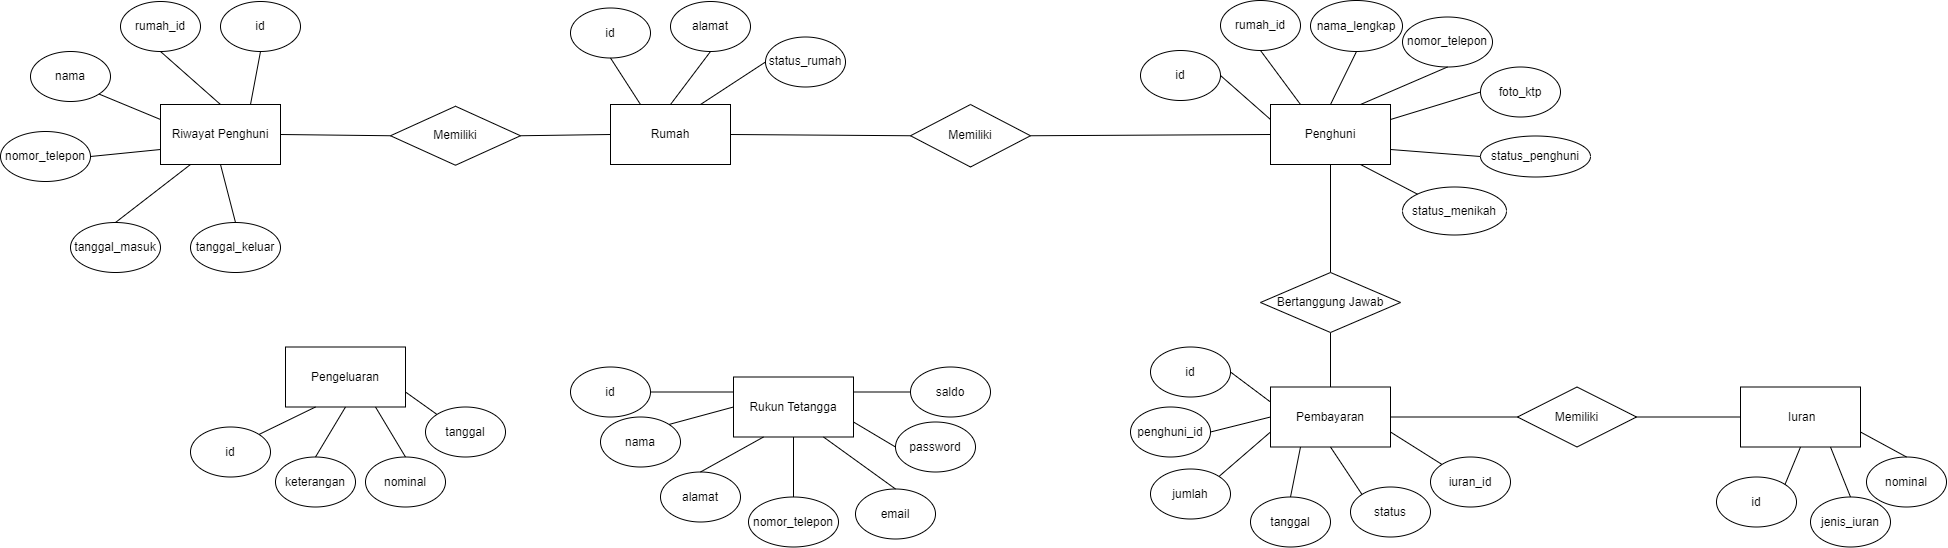 rumah_id
id
id
alamat
rumah_id
nama_lengkap
nomor_telepon
nama
status_rumah
id
foto_ktp
Riwayat Penghuni
Memiliki
Rumah
Memiliki
Penghuni
nomor_telepon
status_penghuni
status_menikah
tanggal_masuk
tanggal_keluar
Bertanggung Jawab
Pengeluaran
id
keterangan
nominal
tanggal
id
nama
Rukun Tetangga
saldo
password
alamat
nomor_telepon
email
id
penghuni_id
Pembayaran
Memiliki
Iuran
jumlah
tanggal
status
iuran_id
id
jenis_iuran
nominal